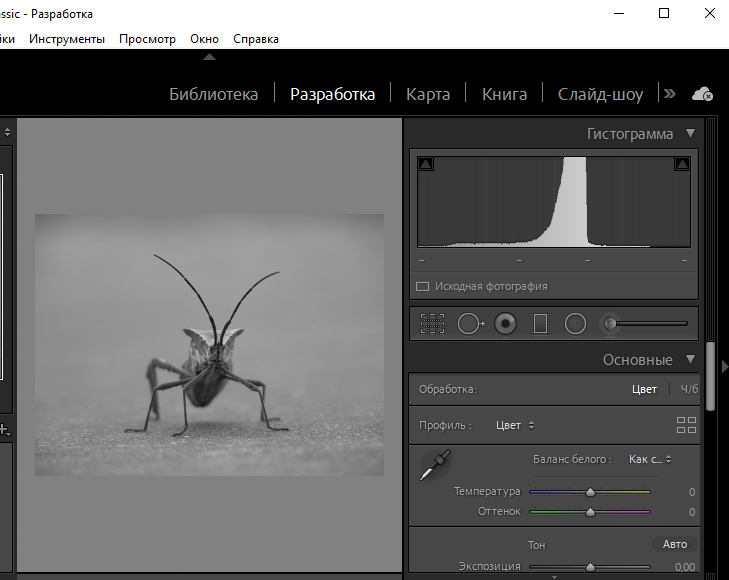 ssic - Разработка
йки Инструменты Просмотр Окно Справка
Библиотека Разработка Карта Книга Слайд-шоу
Гистограмма
Исходная фотография
Основные
Обработка: Цвет Ч/б
Профиль : Цвет
Баланс белого : Как с...
Температура 0
Оттенок 0
Тон Авто
Экспозиция 0,00